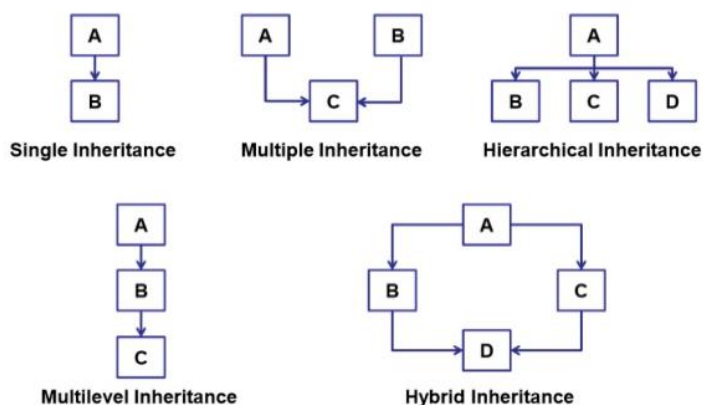 A
B
Single Inheritance
A B
C
Multiple Inheritance
A
B C D
Hierarchical Inheritance
A
B
C
Multilevel Inheritance
A
B C
D
Hybrid Inheritance